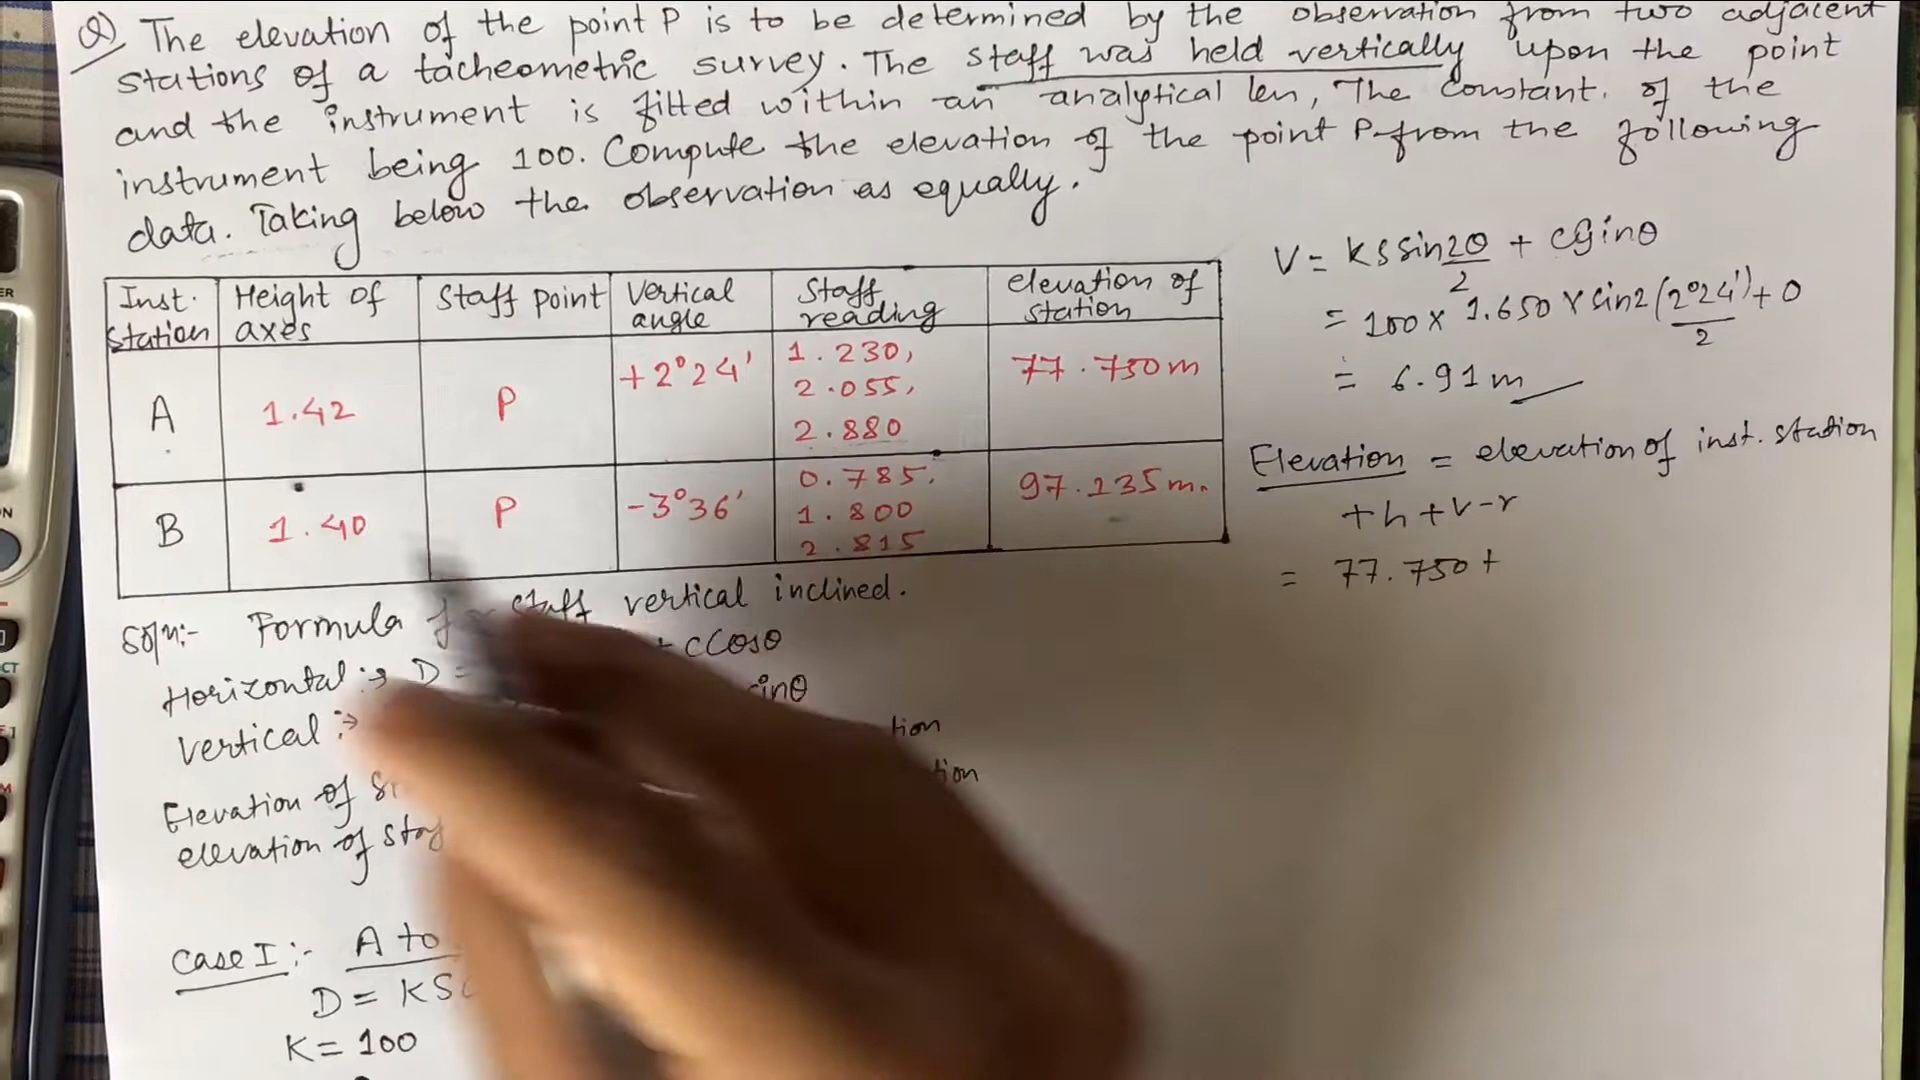 Q) The elevation of the point P is to be determined by the observation from two adjacent
stations of a tacheometric survey. The staff was held vertically upon the point
and the instrument is fitted within an analytical len, The Constant. of the
instrument being 100. Compute the elevation of the point P from the following
data. Taking below the observation as equally.
Inst. station Height of axes Staff point Vertical angle Staff reading elevation of station
A 1.42 P +2°24' 1.230, 2.055, 2.880 77.750m
B 1.40 P -3°36' 0.785, 1.800 2.815 97.135m.
Soln:- Formula staff vertical inclined.
Horizontal :→ D = + cCosθ
Vertical :→ sinθ
tion
Elevation of tion
elevation of
Case I :- A to
D = KS
K = 100
V = KS sin2θ/2 + csinθ
= 100 × 1.650 × sin2(2°24')/2 + 0
= 6.91m
Elevation = elevation of inst. station
+h+v-r
= 77.750 +